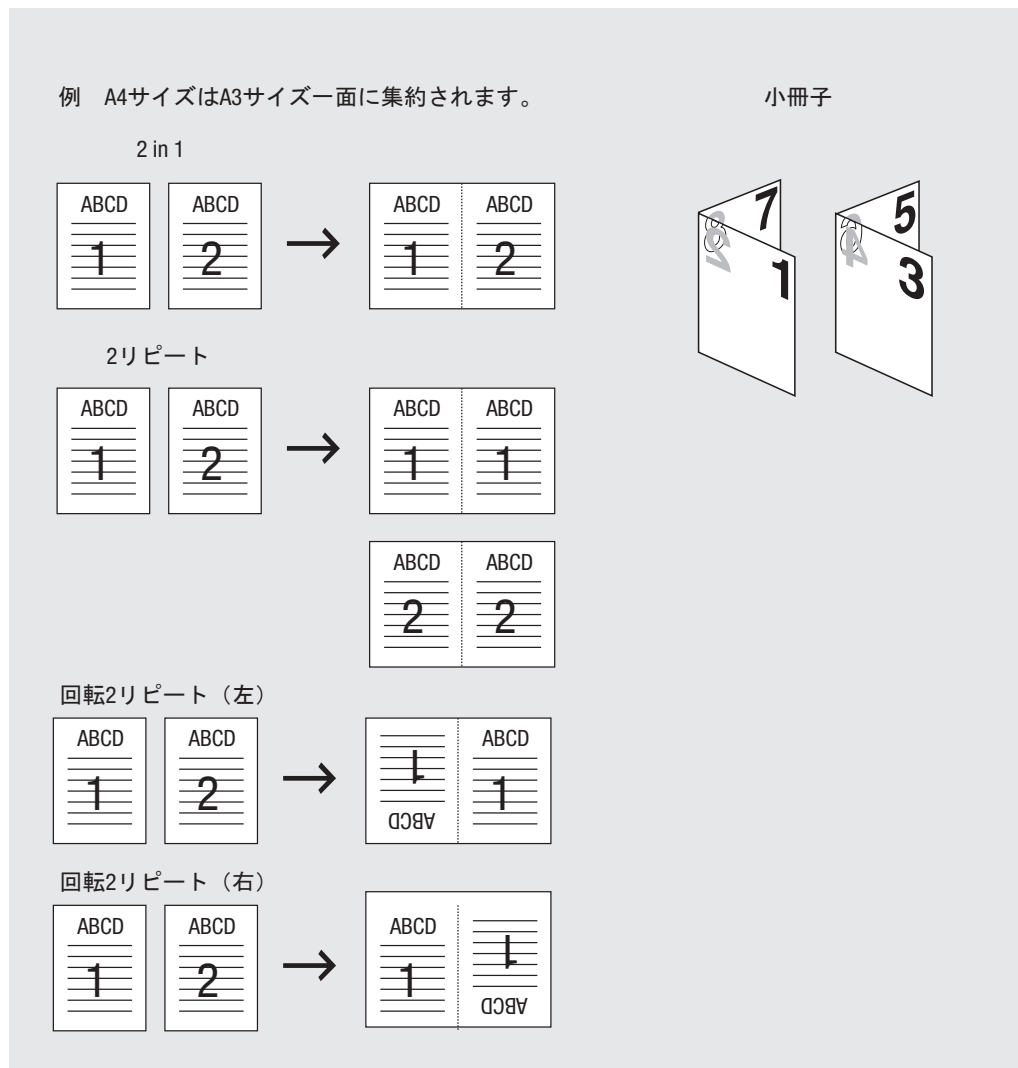 例　A4サイズはA3サイズ一面に集約されます。
小冊子
2 in 1
ABCD ABCD ABCD ABCD
1 2 → 1 2
7 5
1 3
2 4
2リピート
ABCD ABCD ABCD ABCD
1 2 → 1 1
ABCD ABCD
2 2
回転2リピート（左）
ABCD ABCD ABCD
1 2 → 1 1
ABCD
回転2リピート（右）
ABCD ABCD ABCD
1 2 → 1 1
ABCD